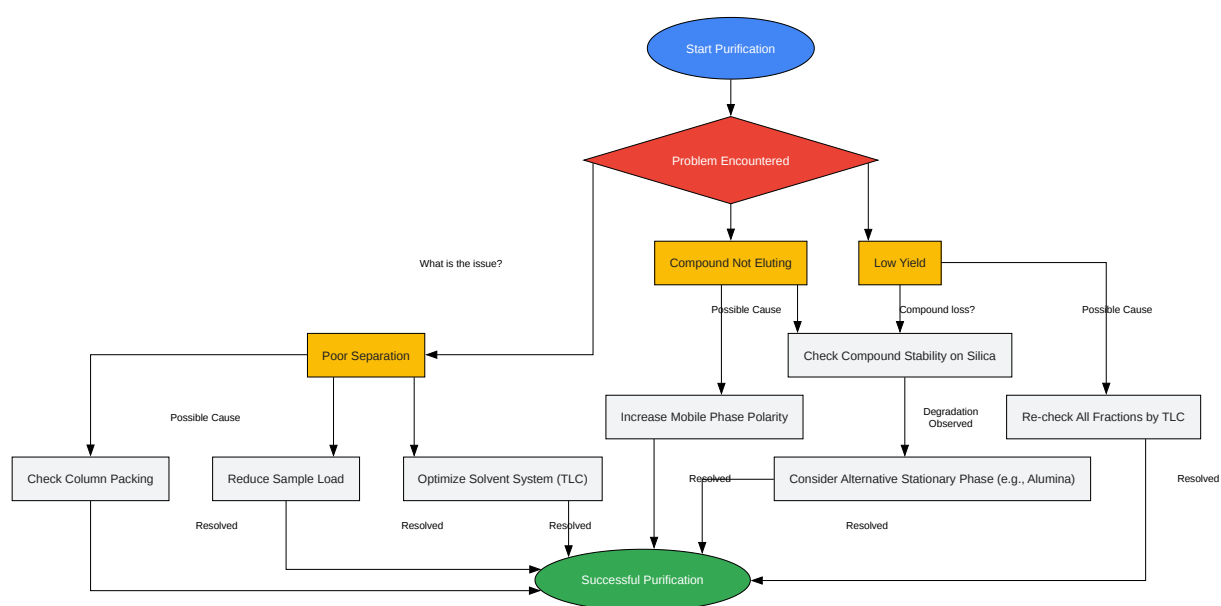 Start Purification
Problem Encountered
What is the issue?
Compound Not Eluting
Low Yield
Possible Cause
Compound loss?
Possible Cause
Poor Separation
Check Compound Stability on Silica
Possible Cause
Increase Mobile Phase Polarity
Degradation
Observed
Re-check All Fractions by TLC
Check Column Packing
Reduce Sample Load
Optimize Solvent System (TLC)
Resolved
Consider Alternative Stationary Phase (e.g., Alumina)
Resolved
Resolved
Resolved
Resolved
Resolved
Successful Purification